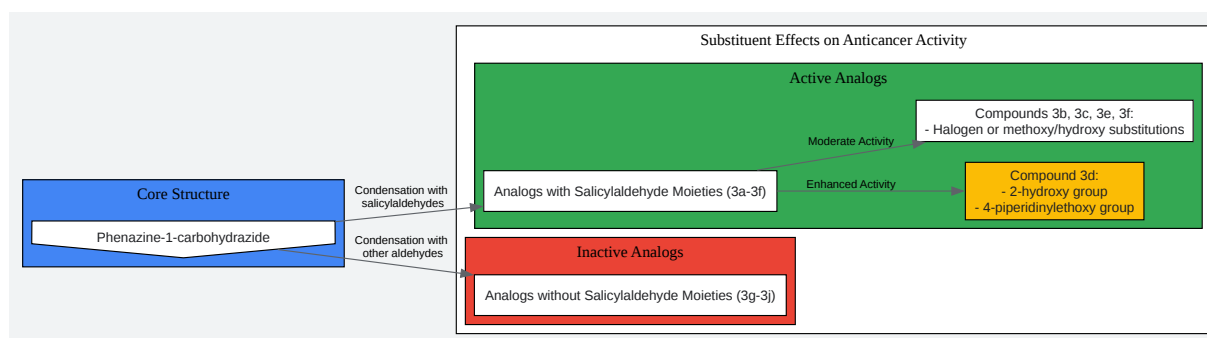 Substituent Effects on Anticancer Activity
Active Analogs
Compounds 3b, 3c, 3e, 3f:
- Halogen or methoxy/hydroxy substitutions
Moderate Activity
Core Structure
Condensation with
salicylaldehydes
Analogs with Salicylaldehyde Moieties (3a-3f)
Enhanced Activity
Compound 3d:
- 2-hydroxy group
- 4-piperidinylethoxy group
Phenazine-1-carbohydrazide
Condensation with
other aldehydes
Inactive Analogs
Analogs without Salicylaldehyde Moieties (3g-3j)